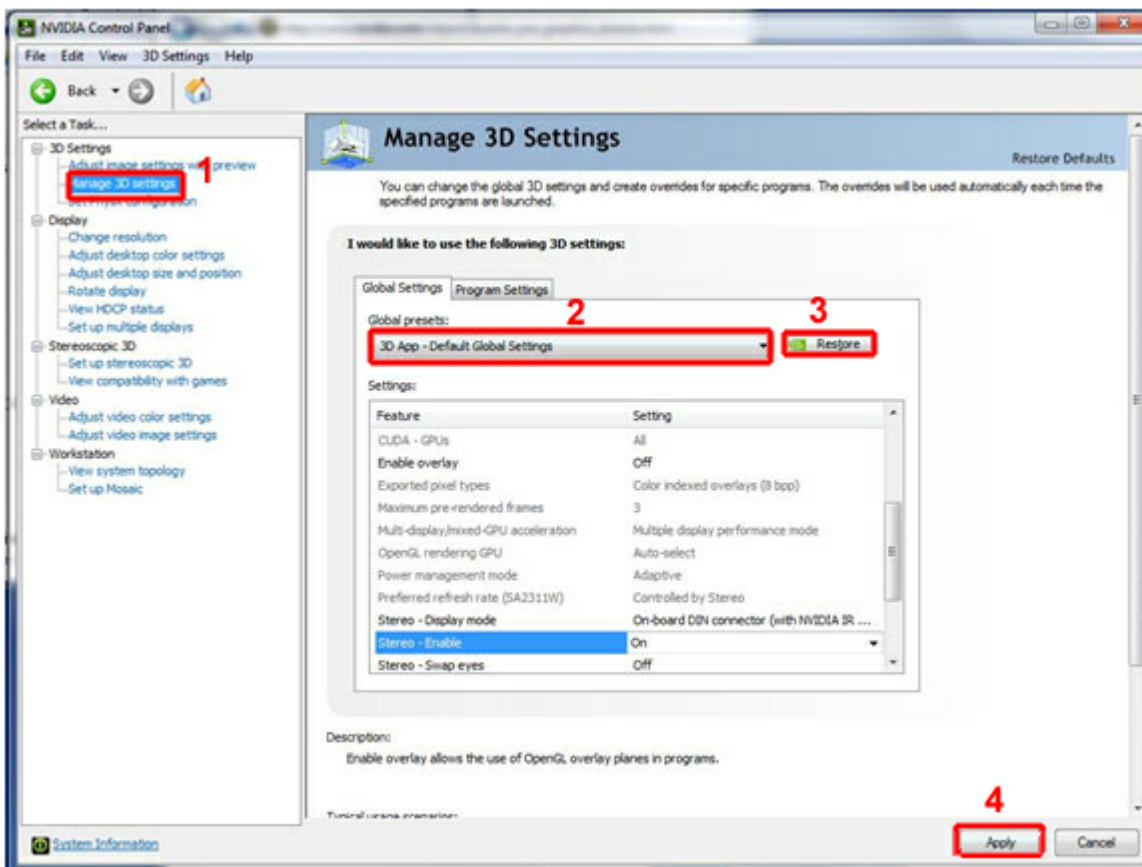 NVIDIA Control Panel
File Edit View 3D Settings Help
Back
Select a Task...
3D Settings
Adjust image settings with preview
1
Manage 3D settings
Set PhysX configuration
Display
Change resolution
Adjust desktop color settings
Adjust desktop size and position
Rotate display
View HDCP status
Set up multiple displays
Stereoscopic 3D
Set up stereoscopic 3D
View compatibility with games
Video
Adjust video color settings
Adjust video image settings
Workstation
View system topology
Set up Mosaic
System Information
Manage 3D Settings
Restore Defaults
You can change the global 3D settings and create overrides for specific programs. The overrides will be used automatically each time the
specified programs are launched.
I would like to use the following 3D settings:
Global Settings Program Settings
Global presets:
2
3
3D App - Default Global Settings
Restore
Settings:
Feature Setting
CUDA - GPUs All
Enable overlay Off
Exported pixel types Color indexed overlays (8 bpp)
Maximum pre-rendered frames 3
Multi-display/mixed-GPU acceleration Multiple display performance mode
OpenGL rendering GPU Auto-select
Power management mode Adaptive
Preferred refresh rate (SA2311W) Controlled by Stereo
Stereo - Display mode On-board DIN connector (with NVIDIA IR ...
Stereo - Enable On
Stereo - Swap eyes Off
Description:
Enable overlay allows the use of OpenGL overlay planes in programs.
Typical usage scenarios:
4
Apply Cancel